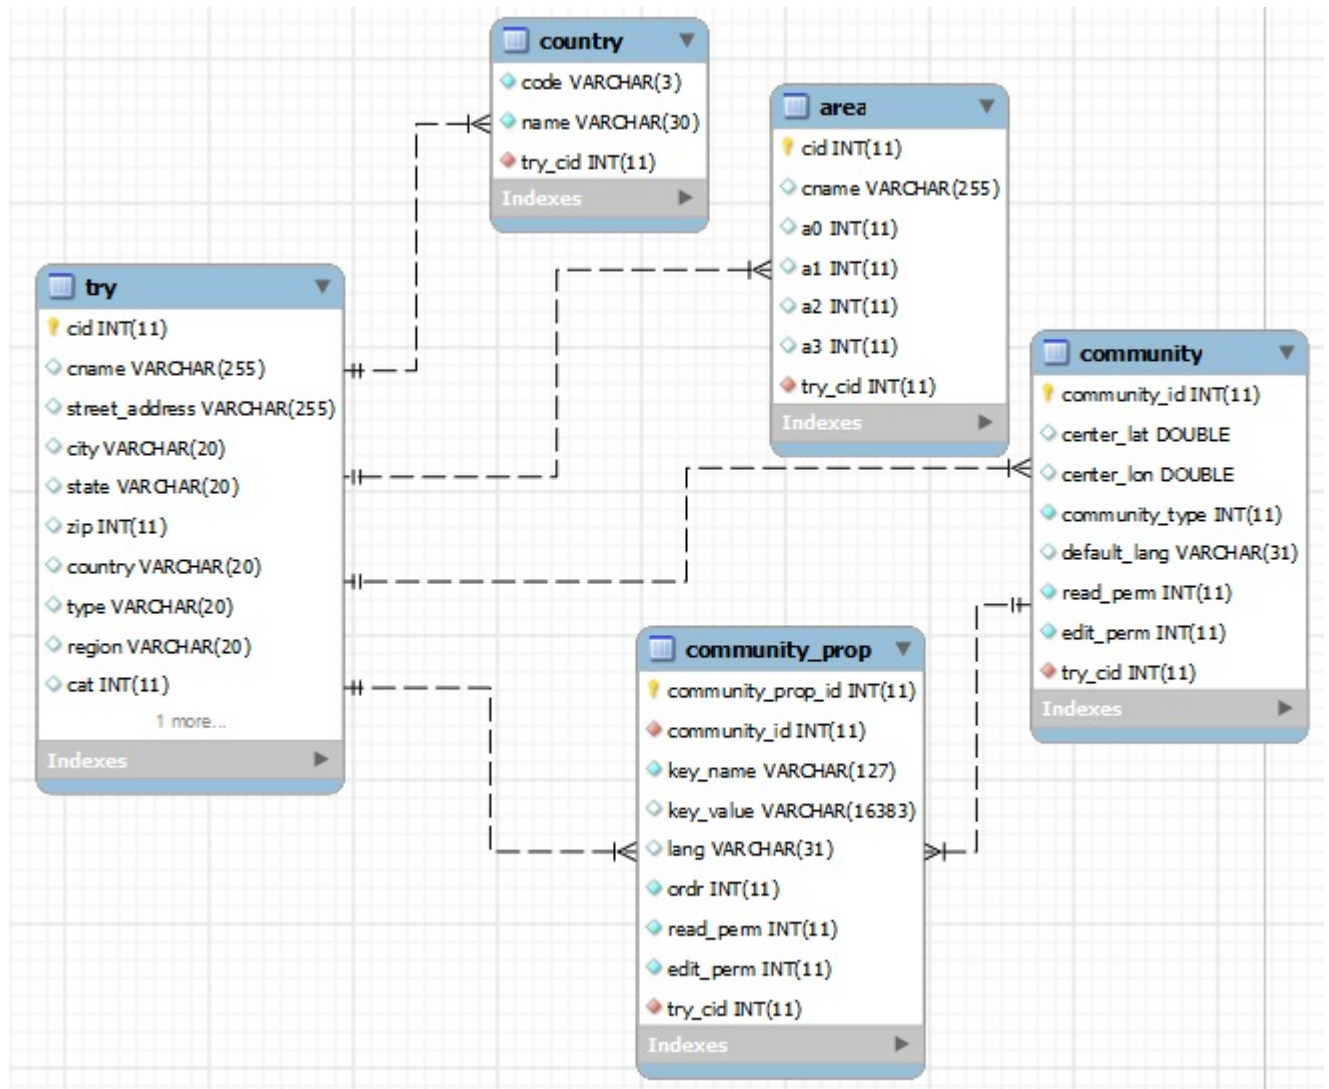 country
code VARCHAR(3)
name VARCHAR(30)
try_cid INT(11)
Indexes
area
cid INT(11)
cname VARCHAR(255)
a0 INT(11)
a1 INT(11)
a2 INT(11)
a3 INT(11)
try_cid INT(11)
Indexes
try
cid INT(11)
cname VARCHAR(255)
street_address VARCHAR(255)
city VARCHAR(20)
state VARCHAR(20)
zip INT(11)
country VARCHAR(20)
type VARCHAR(20)
region VARCHAR(20)
cat INT(11)
1 more...
Indexes
community
community_id INT(11)
center_lat DOUBLE
center_lon DOUBLE
community_type INT(11)
default_lang VARCHAR(31)
read_perm INT(11)
edit_perm INT(11)
try_cid INT(11)
Indexes
community_prop
community_prop_id INT(11)
community_id INT(11)
key_name VARCHAR(127)
key_value VARCHAR(16383)
lang VARCHAR(31)
ordr INT(11)
read_perm INT(11)
edit_perm INT(11)
try_cid INT(11)
Indexes